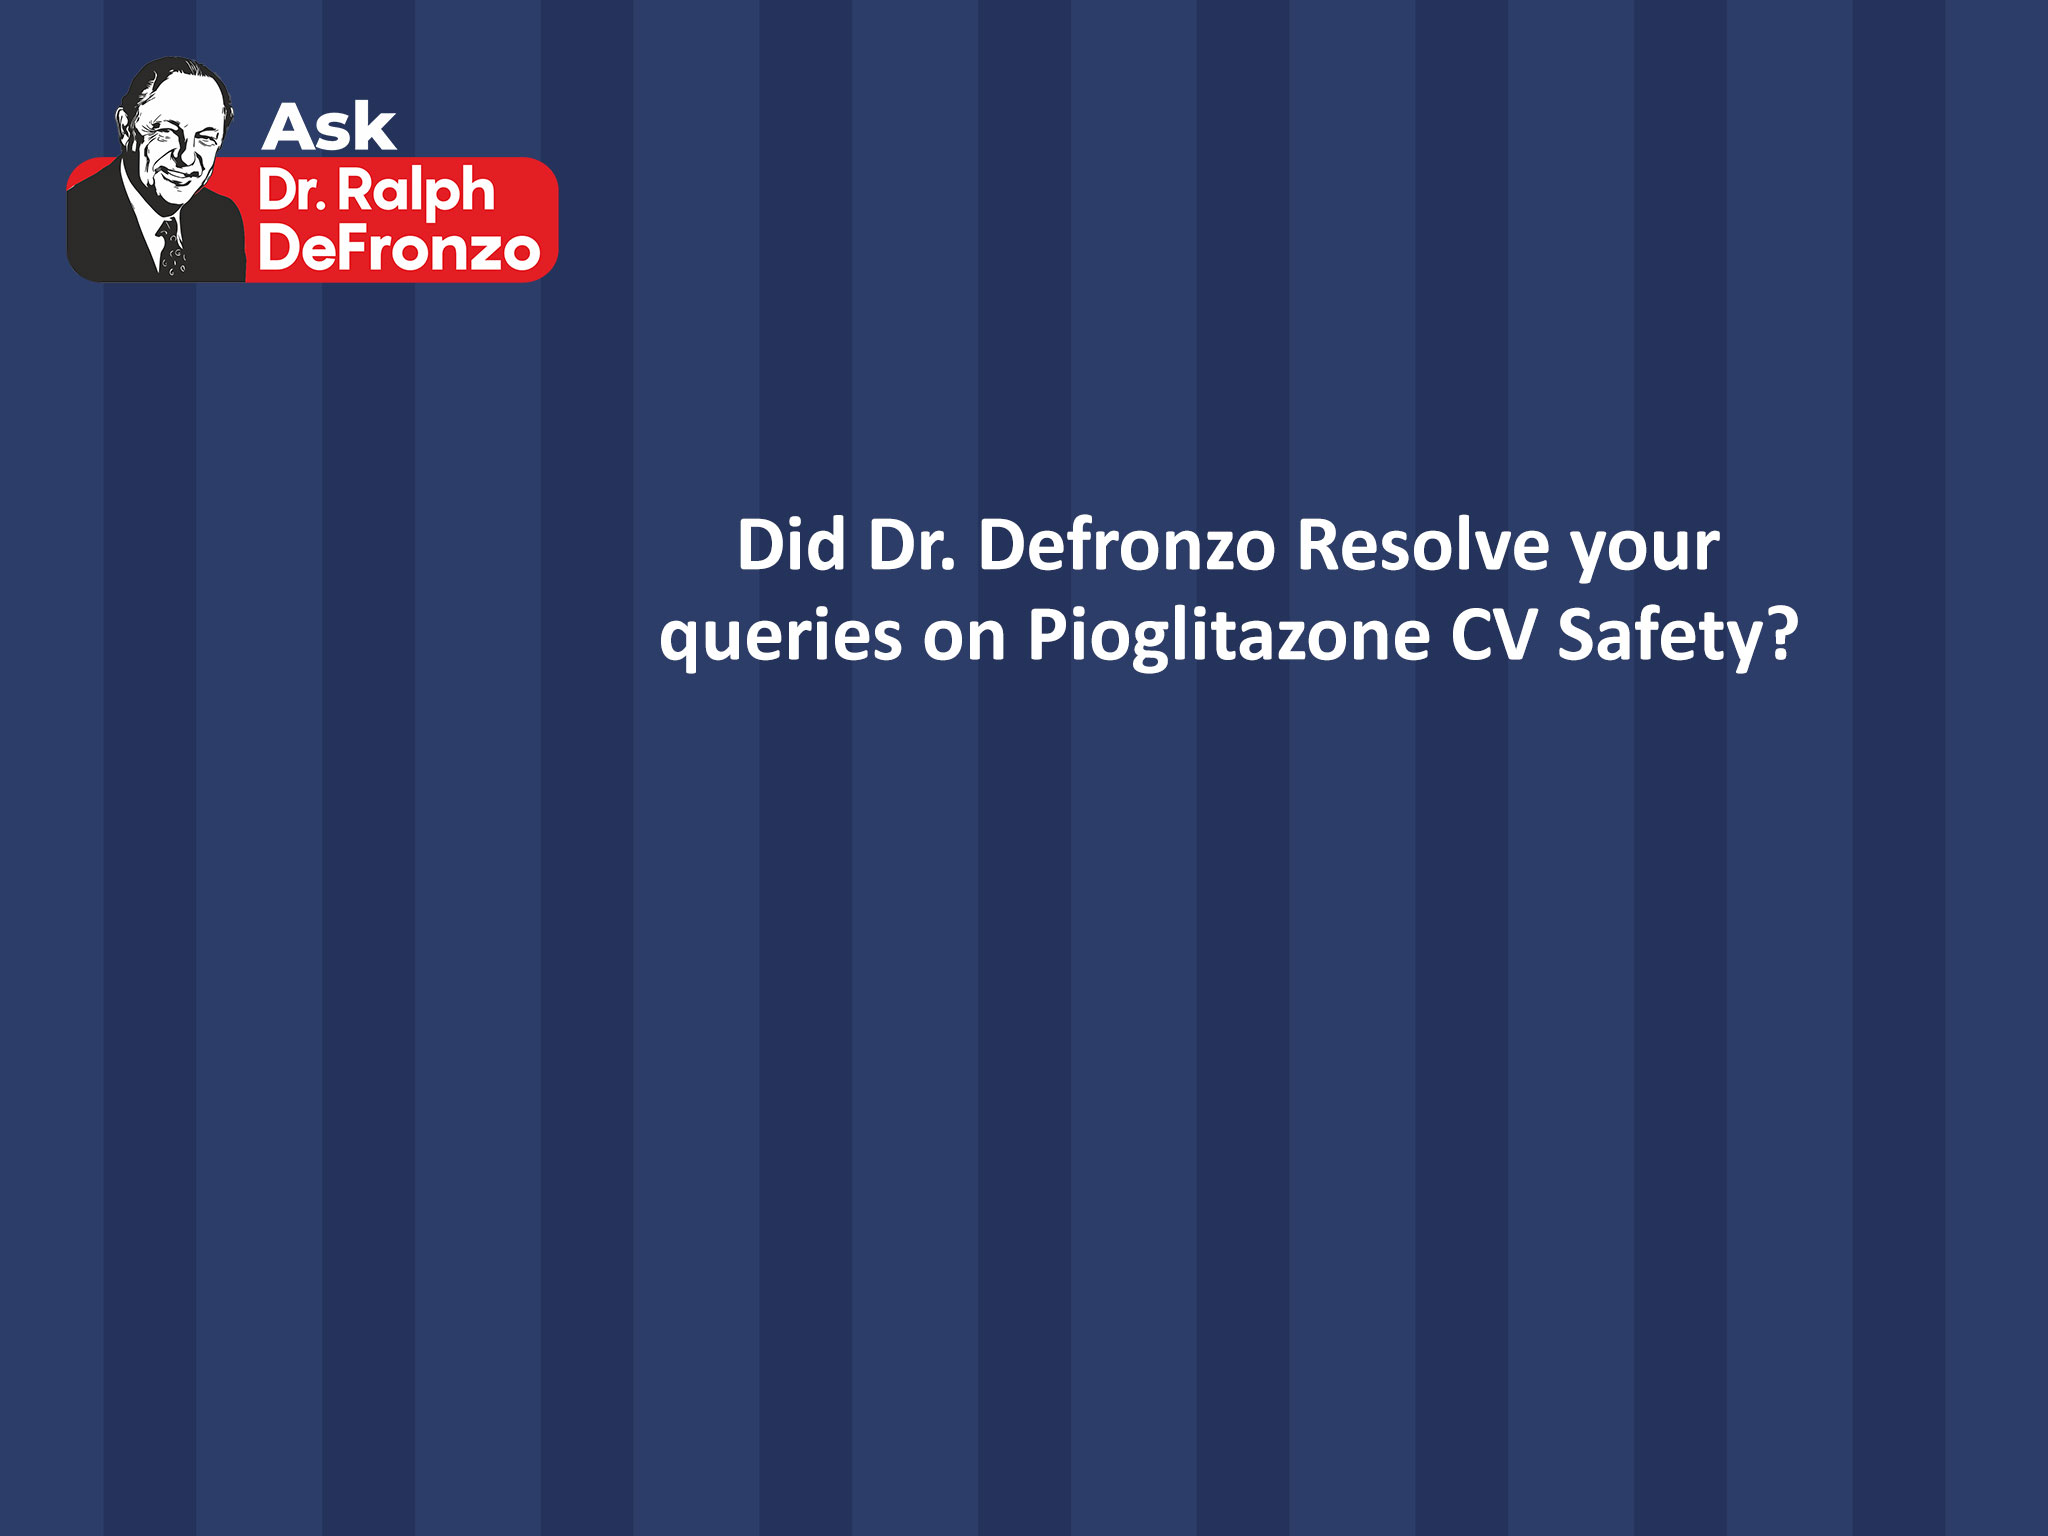 Ask
Dr. Ralph
DeFronzo
Did Dr. Defronzo Resolve your
queries on Pioglitazone CV Safety?